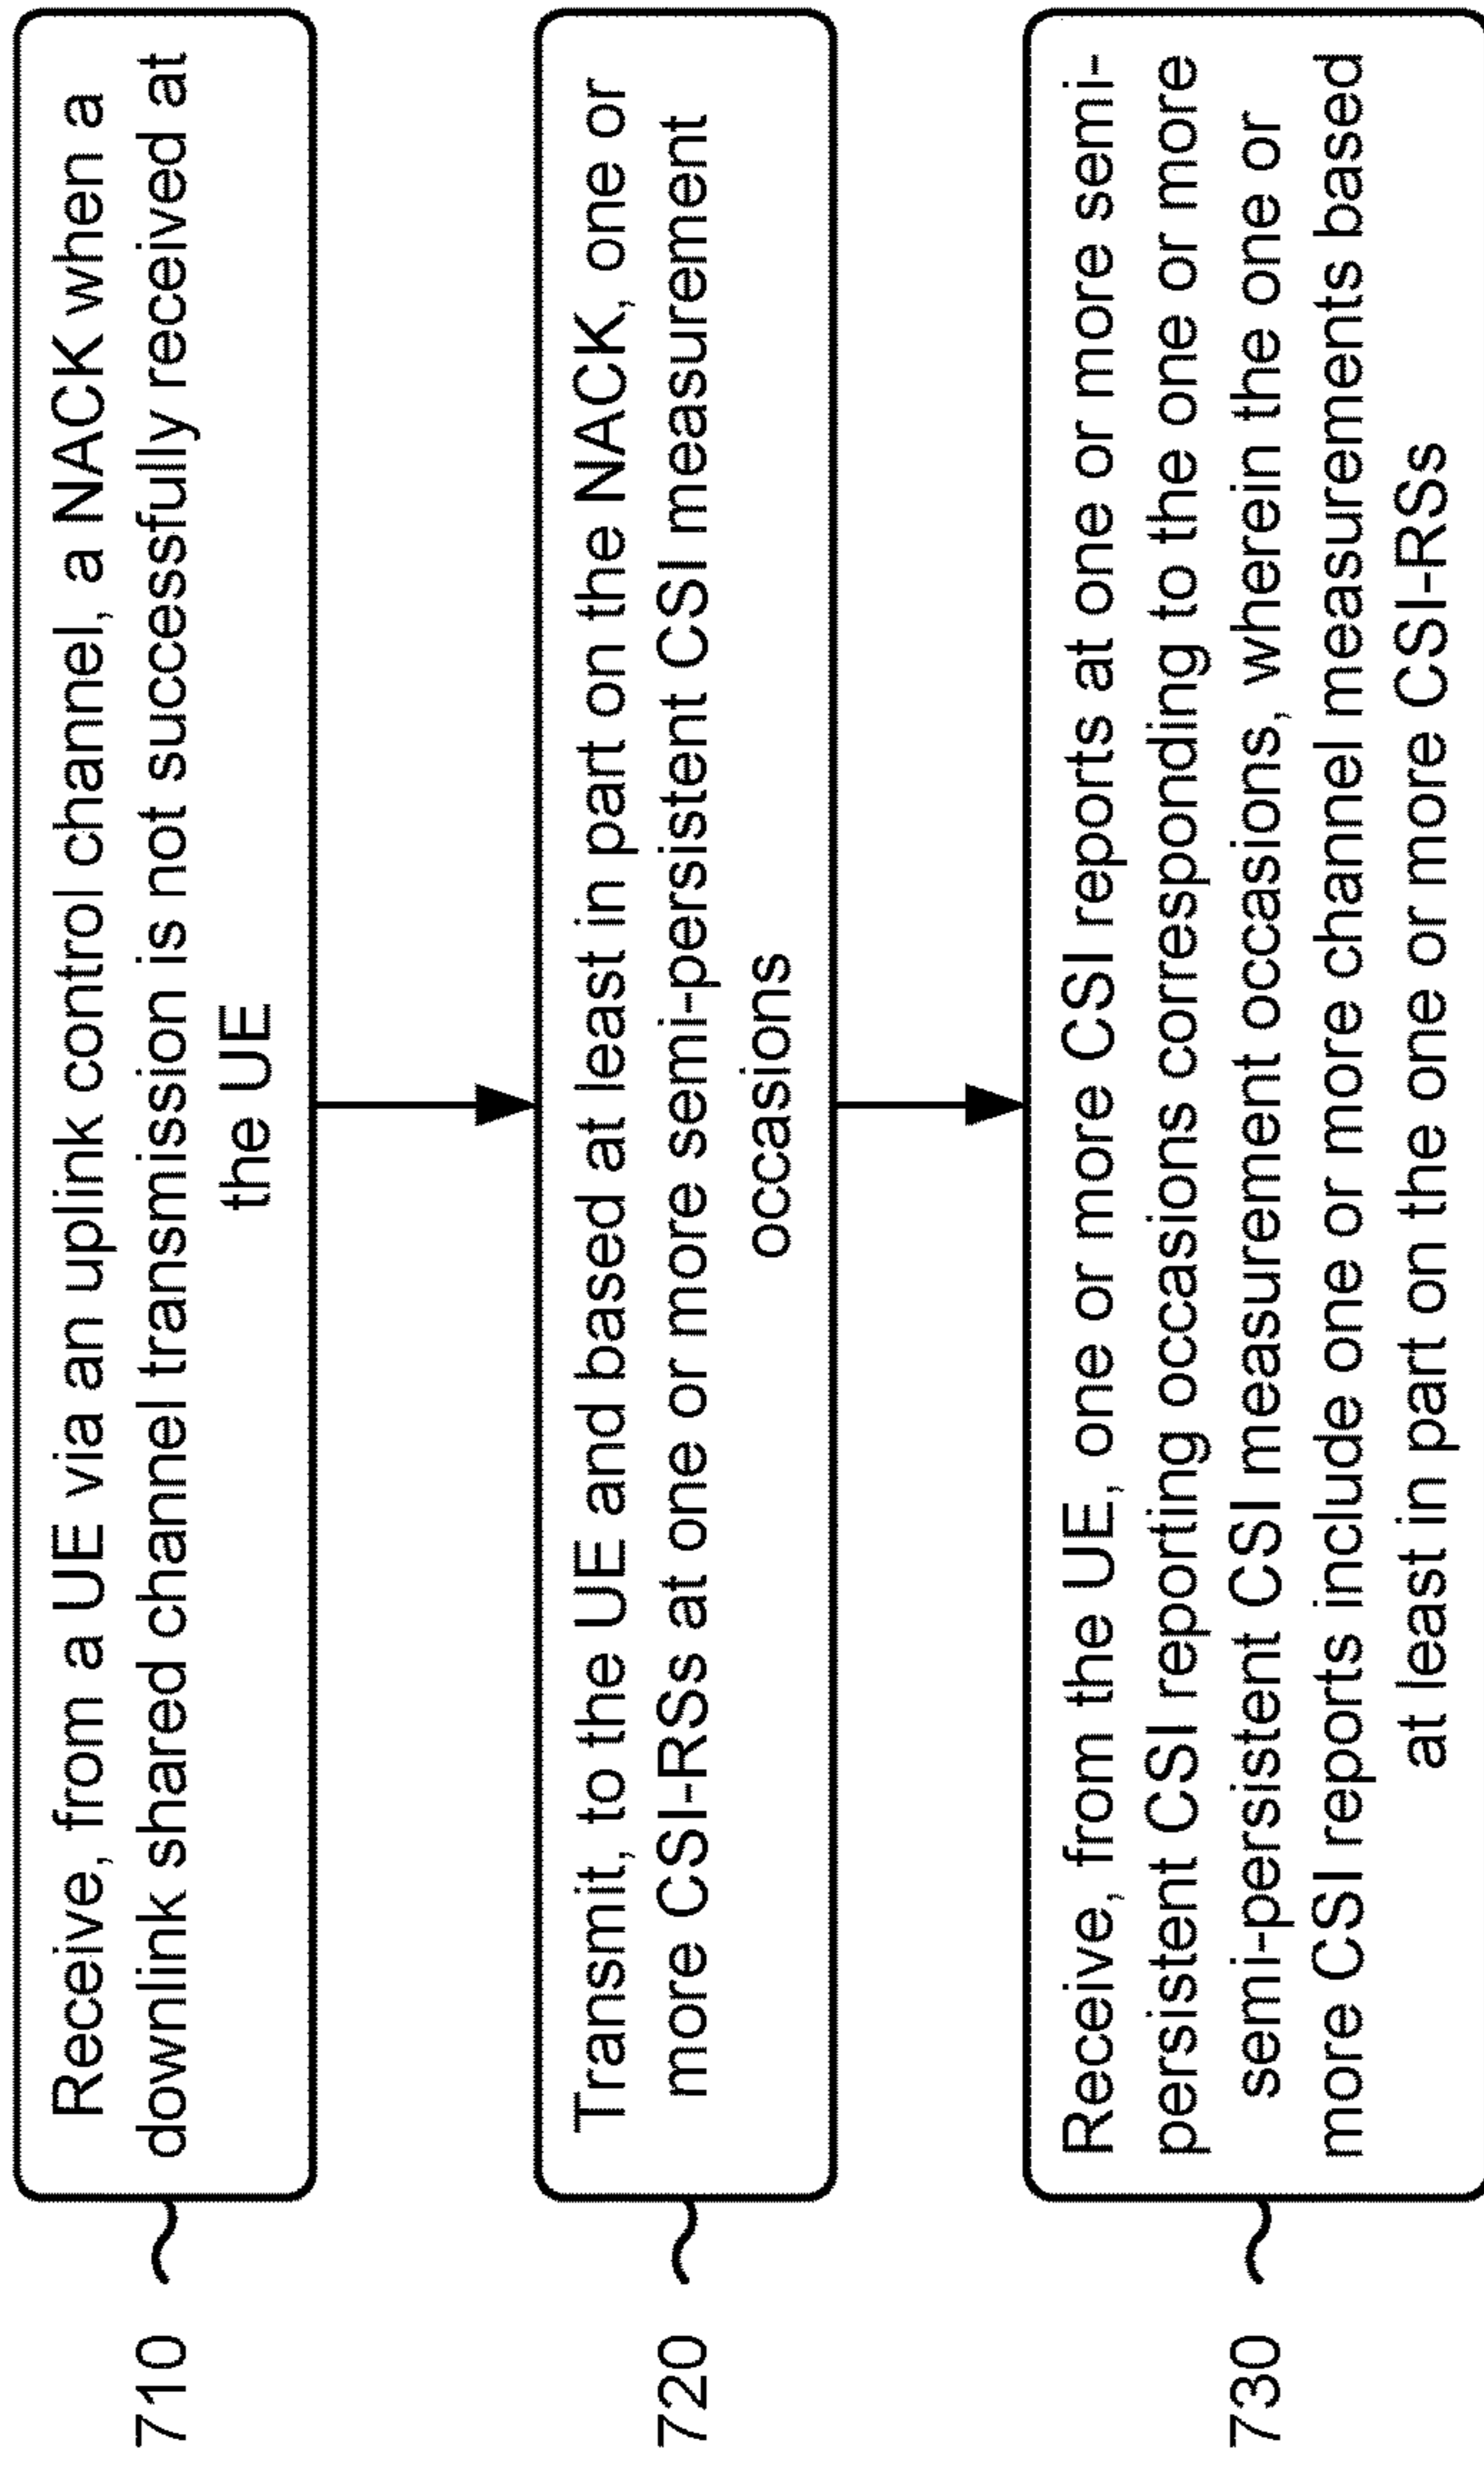 710
Receive, from a UE via an uplink control channel, a NACK when a
downlink shared channel transmission is not successfully received at
the UE
720
Transmit, to the UE and based at least in part on the NACK, one or
more CSI-RSs at one or more semi-persistent CSI measurement
occasions
730
Receive, from the UE, one or more CSI reports at one or more semi-
persistent CSI reporting occasions corresponding to the one or more
semi-persistent CSI measurement occasions, wherein the one or
more CSI reports include one or more channel measurements based
at least in part on the one or more CSI-RSs